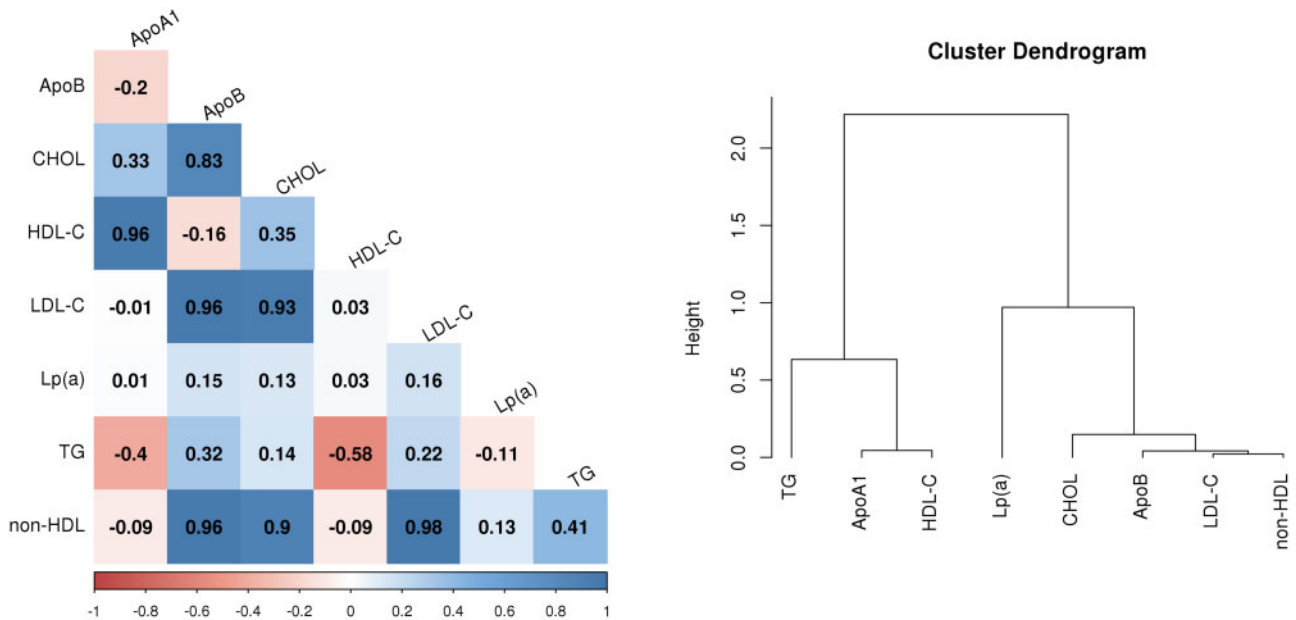 ApoA1
ApoB -0.2 ApoB
CHOL 0.33 0.83 CHOL
HDL-C 0.96 -0.16 0.35 HDL-C
LDL-C -0.01 0.96 0.93 0.03 LDL-C
Lp(a) 0.01 0.15 0.13 0.03 0.16 Lp(a)
TG -0.4 0.32 0.14 -0.58 0.22 -0.11 TG
non-HDL -0.09 0.96 0.9 -0.09 0.98 0.13 0.41
-1 -0.8 -0.6 -0.4 -0.2 0 0.2 0.4 0.6 0.8 1
Cluster Dendrogram
Height
2.0
1.5
1.0
0.5
0.0
TG
ApoA1
HDL-C
Lp(a)
CHOL
ApoB
LDL-C
non-HDL